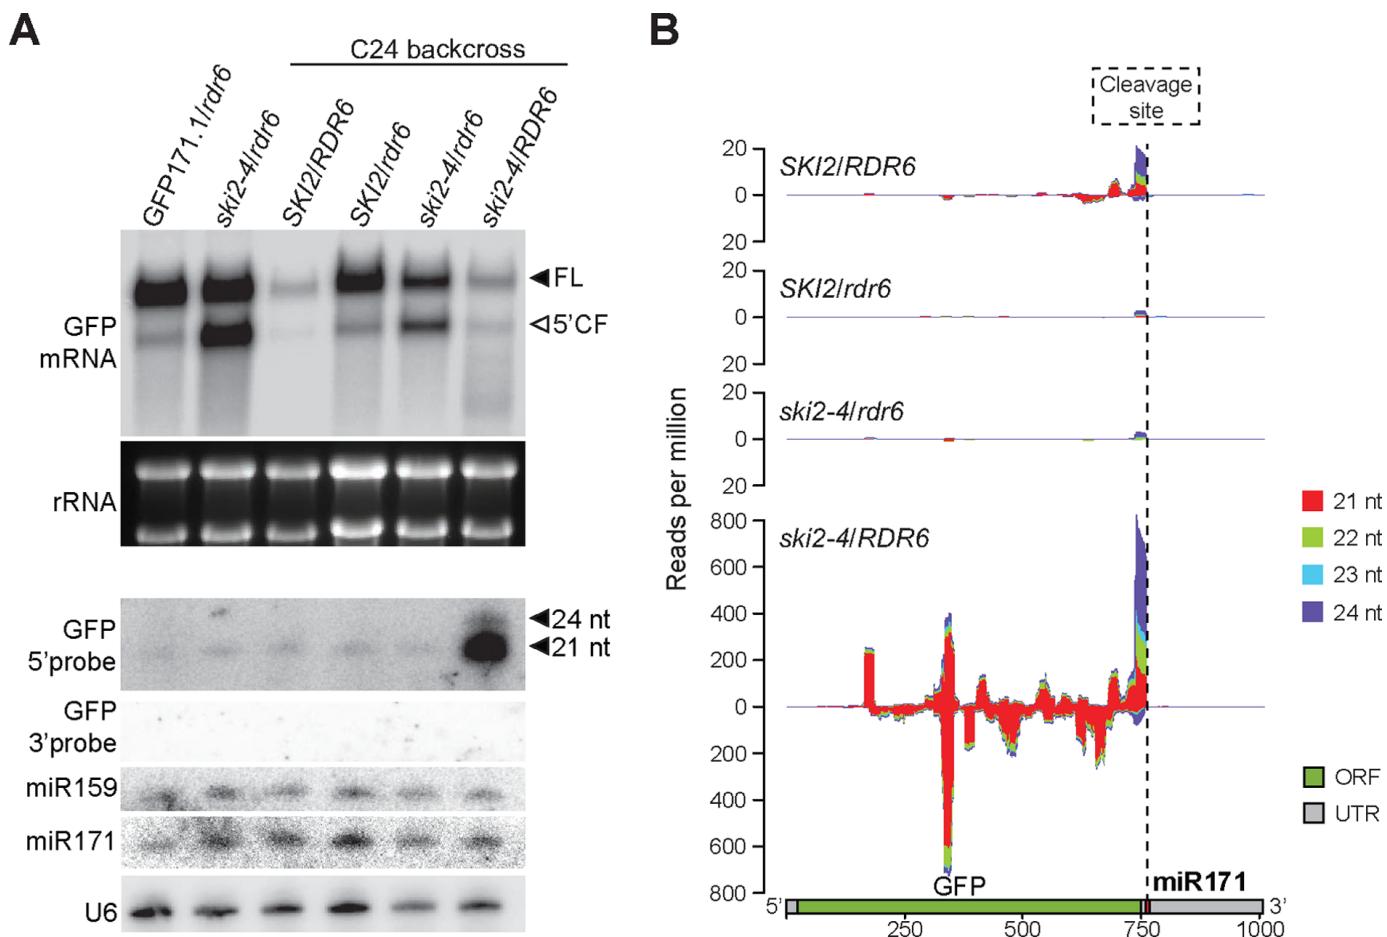 A
C24 backcross
GFP171.1/rdr6
ski2-4/rdr6
SKI2/RDR6
SKI2/rdr6
ski2-4/rdr6
ski2-4/RDR6
GFP
mRNA
FL
5'CF
rRNA
GFP
5'probe
24 nt
21 nt
GFP
3'probe
miR159
miR171
U6
B
Cleavage
site
Reads per million
SKI2/RDR6
20
0
20
SKI2/rdr6
20
0
20
ski2-4/rdr6
20
0
20
ski2-4/RDR6
800
600
400
200
0
200
400
600
800
21 nt
22 nt
23 nt
24 nt
ORF
UTR
GFP
miR171
5'
3'
250
500
750
1000